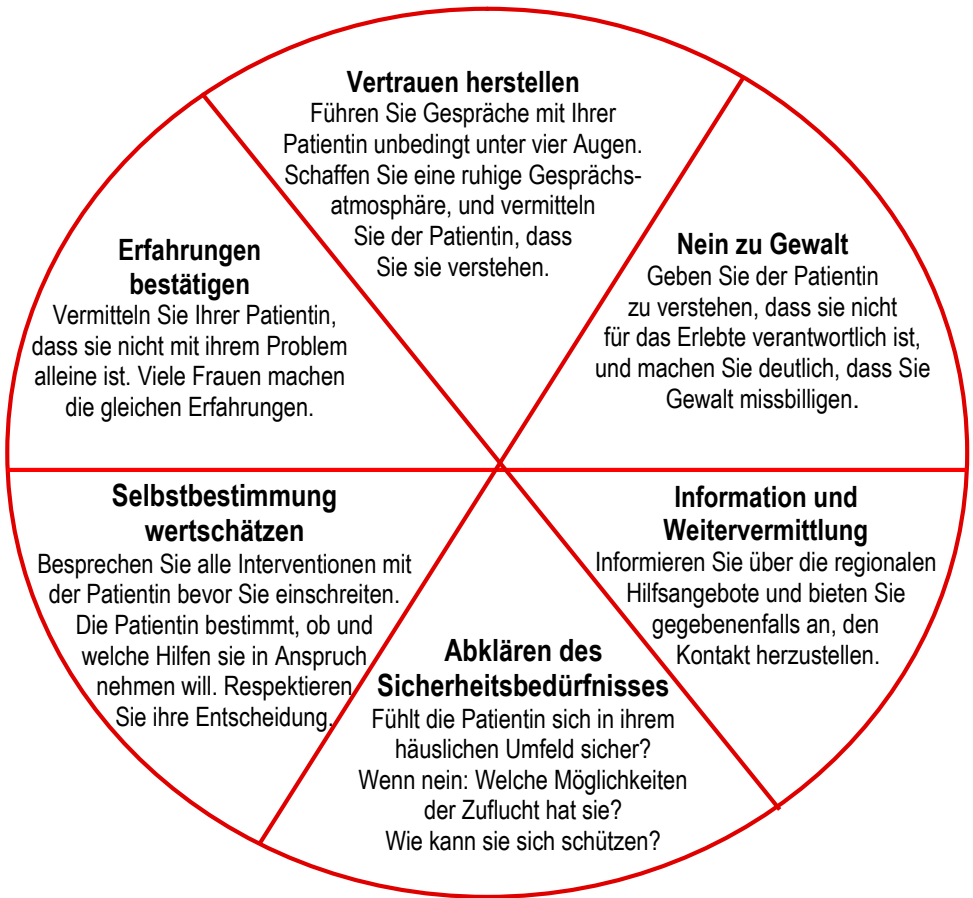 Vertrauen herstellen
Führen Sie Gespräche mit Ihrer
Patientin unbedingt unter vier Augen.
Schaffen Sie eine ruhige Gesprächs-
atmosphäre, und vermitteln
Sie der Patientin, dass
Sie sie verstehen.
Nein zu Gewalt
Geben Sie der Patientin
zu verstehen, dass sie nicht
für das Erlebte verantwortlich ist,
und machen Sie deutlich, dass Sie
Gewalt missbilligen.
Information und
Weitervermittlung
Informieren Sie über die regionalen
Hilfsangebote und bieten Sie
gegebenenfalls an, den
Kontakt herzustellen.
Abklären des
Sicherheitsbedürfnisses
Fühlt die Patientin sich in ihrem
häuslichen Umfeld sicher?
Wenn nein: Welche Möglichkeiten
der Zuflucht hat sie?
Wie kann sie sich schützen?
Selbstbestimmung
wertschätzen
Besprechen Sie alle Interventionen mit
der Patientin bevor Sie einschreiten.
Die Patientin bestimmt, ob und
welche Hilfen sie in Anspruch
nehmen will. Respektieren
Sie ihre Entscheidung.
Erfahrungen
bestätigen
Vermitteln Sie Ihrer Patientin,
dass sie nicht mit ihrem Problem
alleine ist. Viele Frauen machen
die gleichen Erfahrungen.